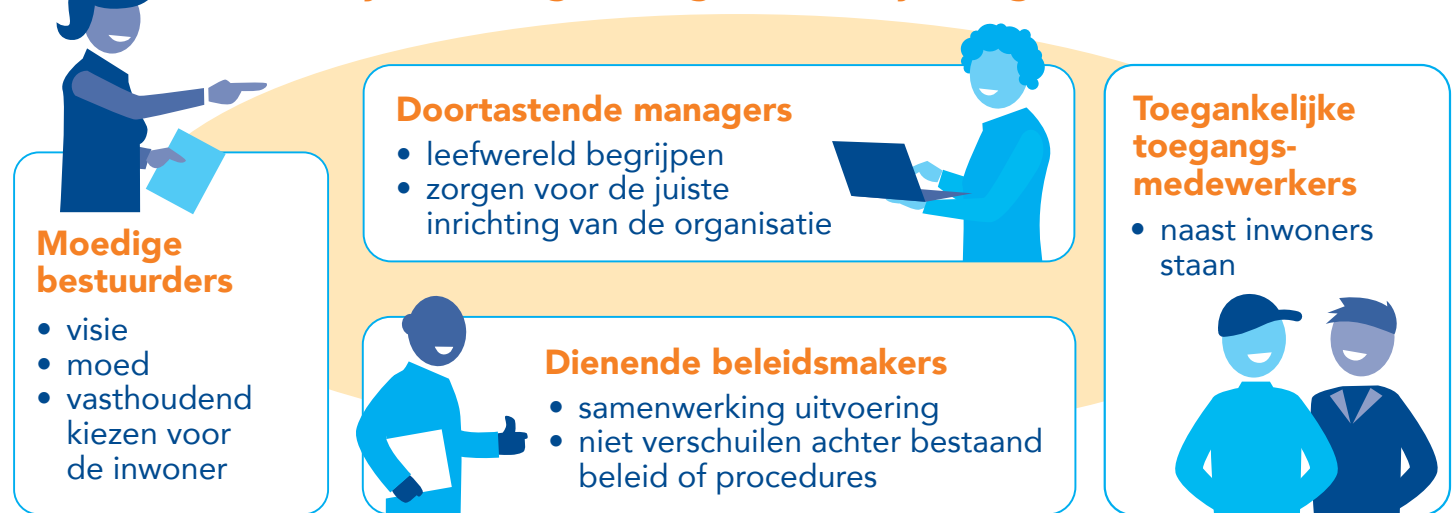 Moedige
bestuurders
• visie
• moed
• vasthoudend
kiezen voor
de inwoner
Doortastende managers
• leefwereld begrijpen
• zorgen voor de juiste
inrichting van de organisatie
Dienende beleidsmakers
• samenwerking uitvoering
• niet verschuilen achter bestaand
beleid of procedures
Toegankelijke
toegangs-
medewerkers
• naast inwoners
staan